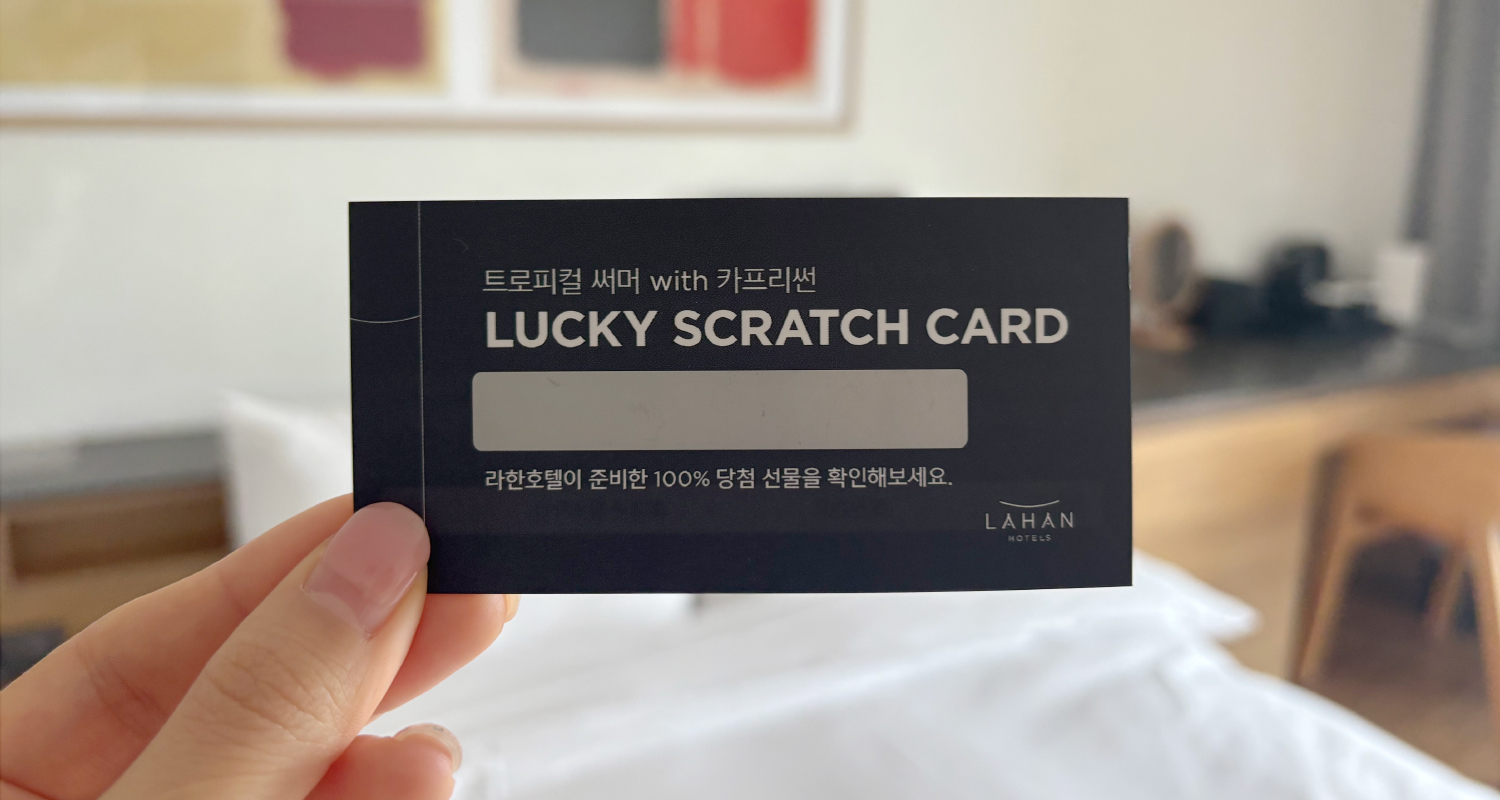 트로피컬 써머 with 카프리썬
LUCKY SCRATCH CARD
라한호텔이 준비한 100% 당첨 선물을 확인해보세요.
LAHAN
HOTELS